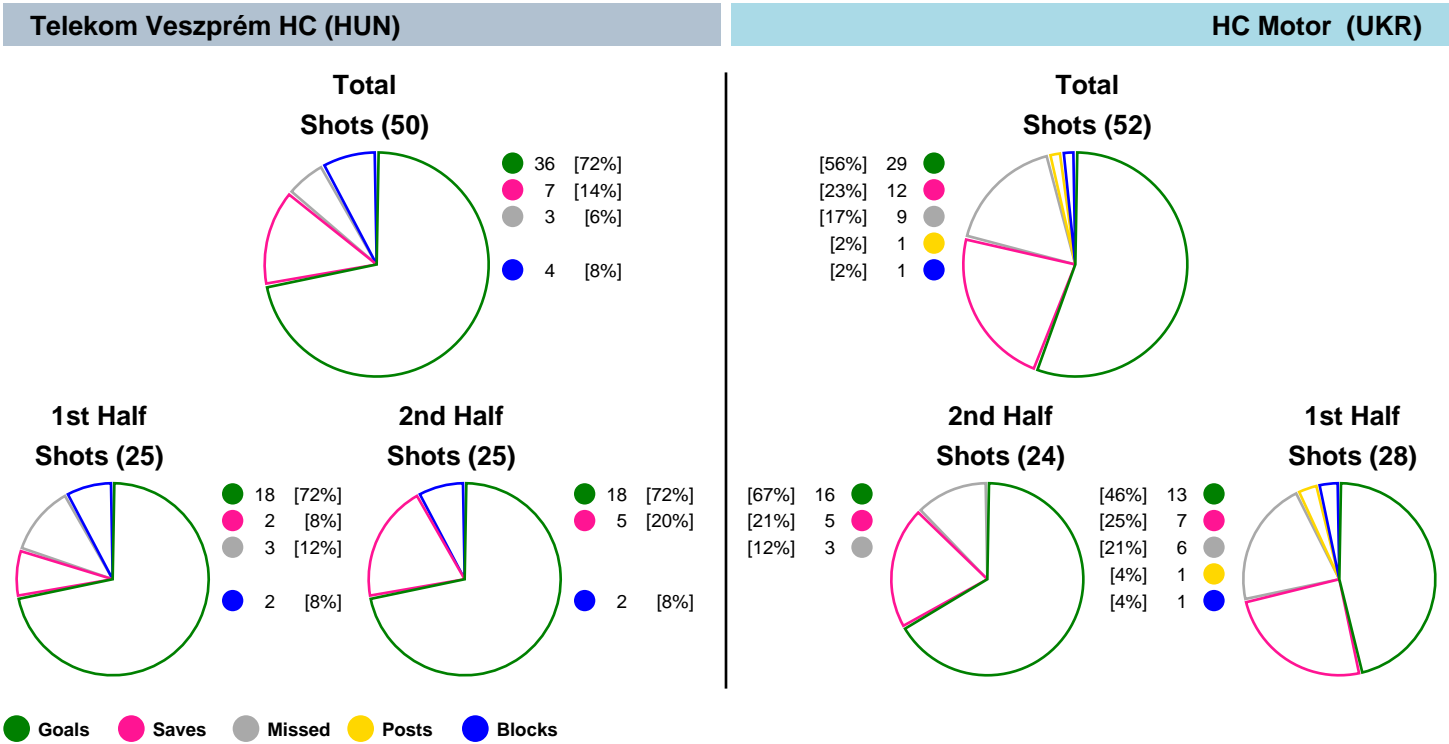 Telekom Veszprém HC (HUN)
HC Motor (UKR)
Total
Shots (50)
36 [72%]
7 [14%]
3 [6%]
4 [8%]
Total
Shots (52)
[56%] 29
[23%] 12
[17%] 9
[2%] 1
[2%] 1
1st Half
Shots (25)
18 [72%]
2 [8%]
3 [12%]
2 [8%]
2nd Half
Shots (25)
18 [72%]
5 [20%]
2 [8%]
2nd Half
Shots (24)
[67%] 16
[21%] 5
[12%] 3
1st Half
Shots (28)
[46%] 13
[25%] 7
[21%] 6
[4%] 1
[4%] 1
Goals Saves Missed Posts Blocks